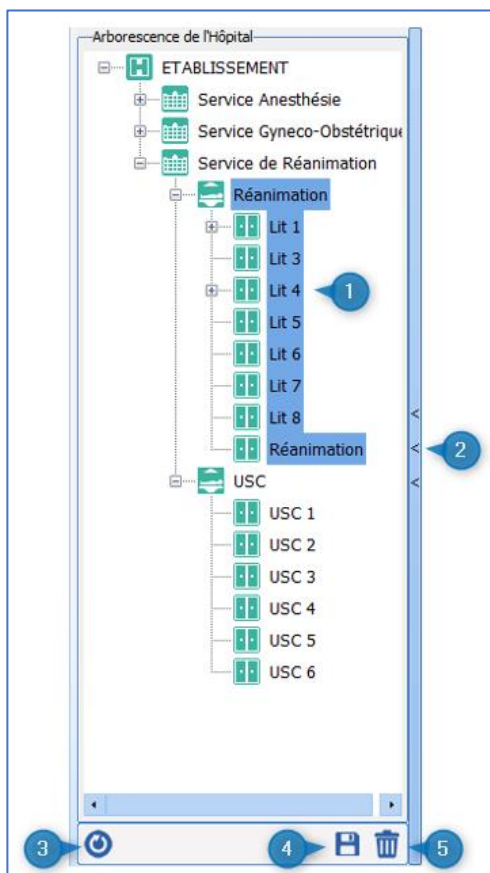 Arborescence de l'Hôpital
ETABLISSEMENT
Service Anesthésie
Service Gyneco-Obstétrique
Service de Réanimation
Réanimation
Lit 1
Lit 3
Lit 4
1
Lit 5
Lit 6
Lit 7
Lit 8
<
Réanimation
<
2
USC
<
USC 1
USC 2
USC 3
USC 4
USC 5
USC 6
3
4
5